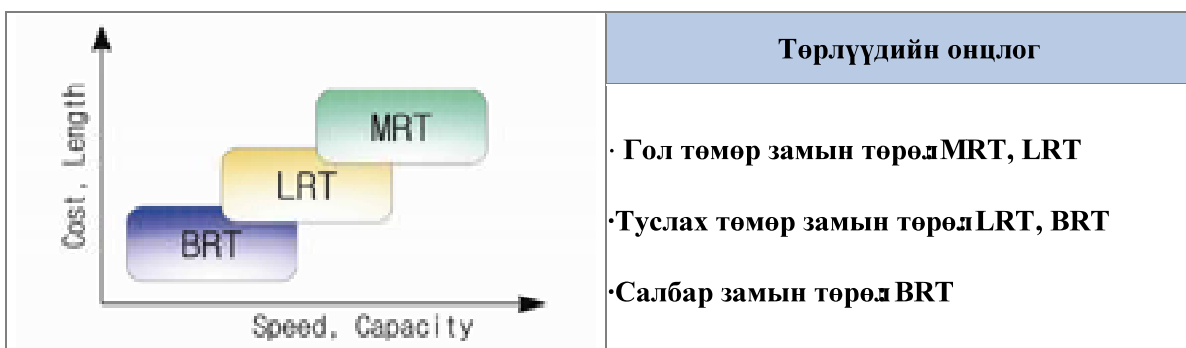 Cost, Length
MRT
LRT
BRT
Speed, Capacity
Төрлүүдийн онцлог
· Гол төмөр замын төрөл: MRT, LRT
·Туслах төмөр замын төрөл: LRT, BRT
·Салбар замын төрөл: BRT